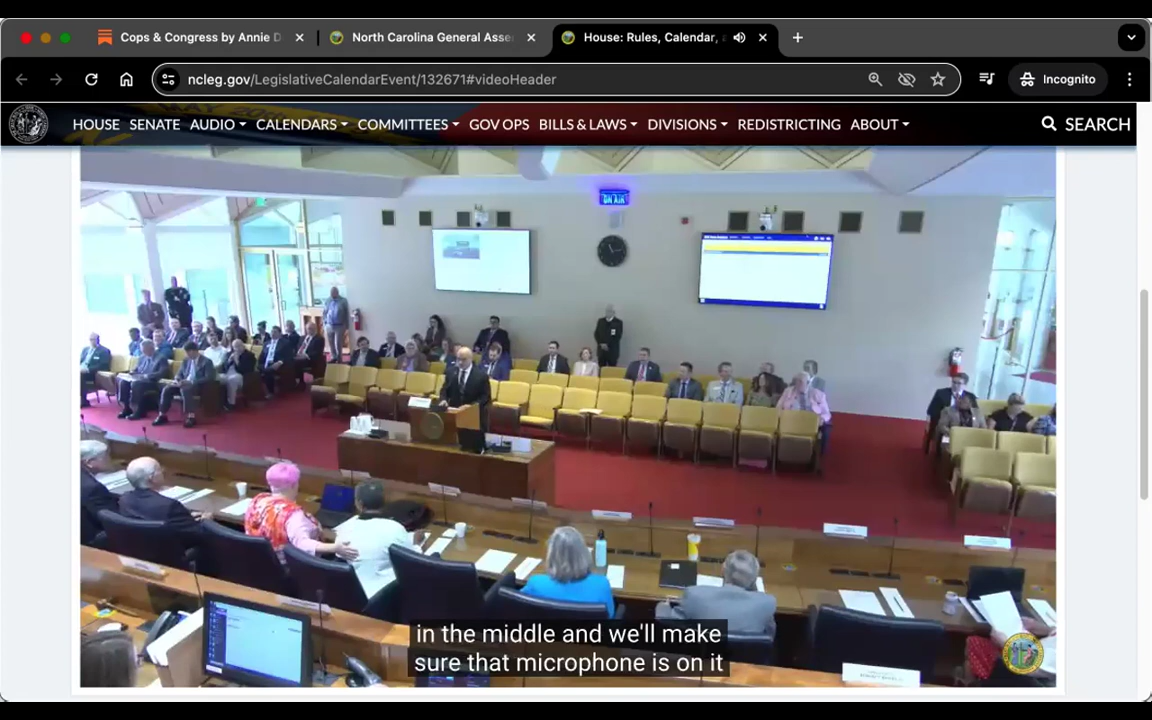 Cops & Congress by Annie D
North Carolina General Asse
House: Rules, Calendar,
ncleg.gov/LegislativeCalendarEvent/132671#videoHeader
Incognito
HOUSE SENATE AUDIO CALENDARS COMMITTEES GOV OPS BILLS & LAWS DIVISIONS REDISTRICTING ABOUT SEARCH
ON AIR
in the middle and we'll make
sure that microphone is on it